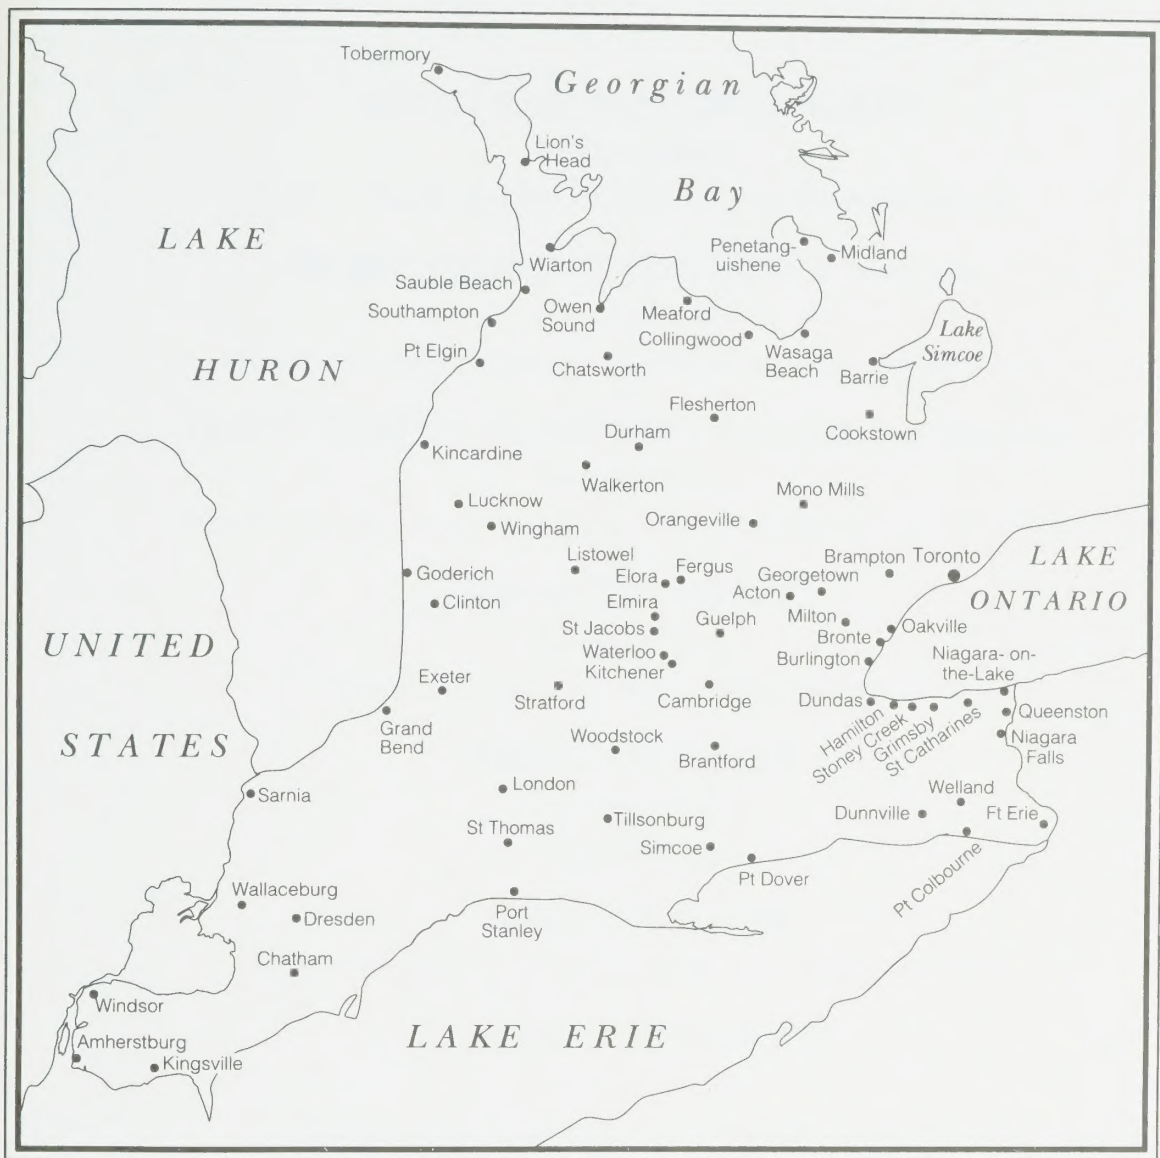 Tobermory
Georgian
Lion's
Head
Bay
LAKE
Penetang-
uishene
Midland
Wiarton
Sauble Beach
Southampton
Owen
Sound
Meaford
Collingwood
Lake
Simcoe
Pt Elgin
Chatsworth
Wasaga
Beach
Barrie
HURON
Flesherton
Cookstown
Durham
Kincardine
Walkerton
Mono Mills
Lucknow
Wingham
Orangeville
Listowel
Fergus
Elora
Georgetown
Brampton
Toronto
LAKE
ONTARIO
Goderich
Acton
Clinton
Elmira
St Jacobs
Guelph
Milton
Bronte
Oakville
UNITED
STATES
Waterloo
Kitchener
Burlington
Niagara- on-
the-Lake
Exeter
Stratford
Cambridge
Dundas
Grand
Bend
Hamilton
Stoney Creek
Grimsby
St Catharines
Queenston
Niagara
Falls
Woodstock
Brantford
Sarnia
London
Welland
Dunnville
Ft Erie
Tillsonburg
St Thomas
Simcoe
Pt Dover
Pt Colbourne
Wallaceburg
Dresden
Port
Stanley
Chatham
Windsor
LAKE ERIE
Amherstburg
Kingsville